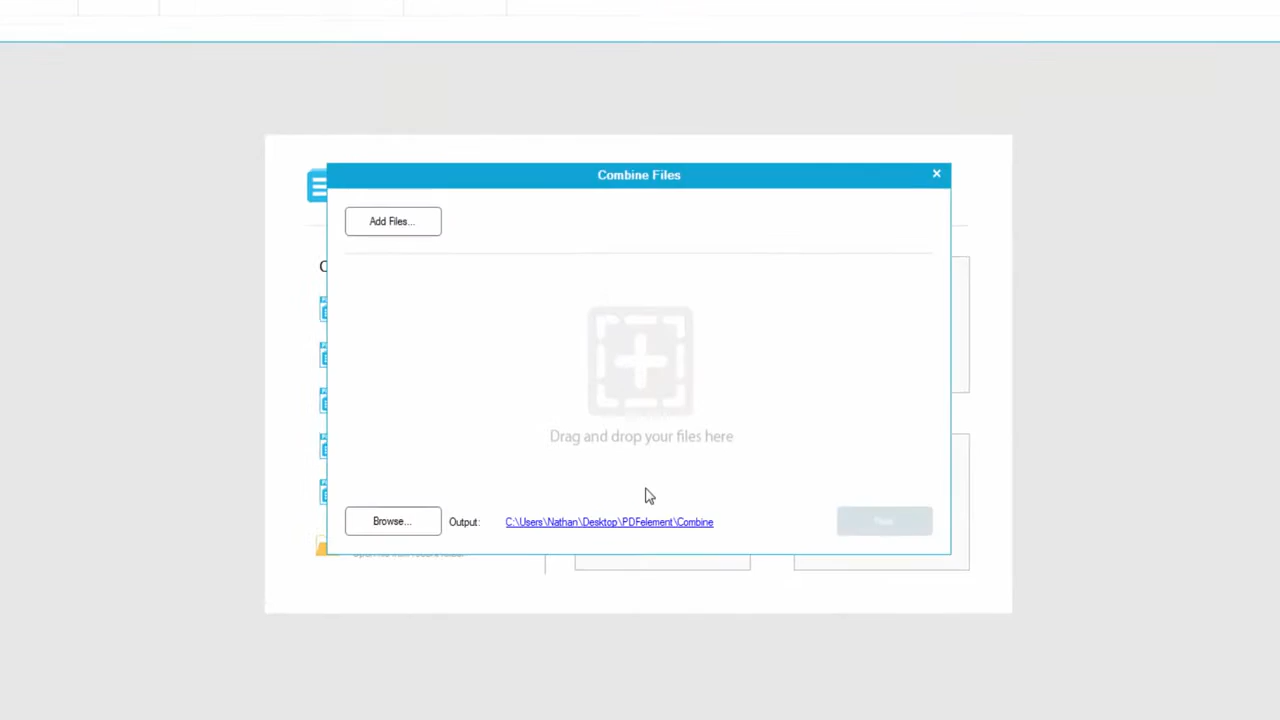 Combine Files
Add Files...
Drag and drop your files here
Browse...
Output:
C:\Users\Nathan\Desktop\PDFelement\Combine